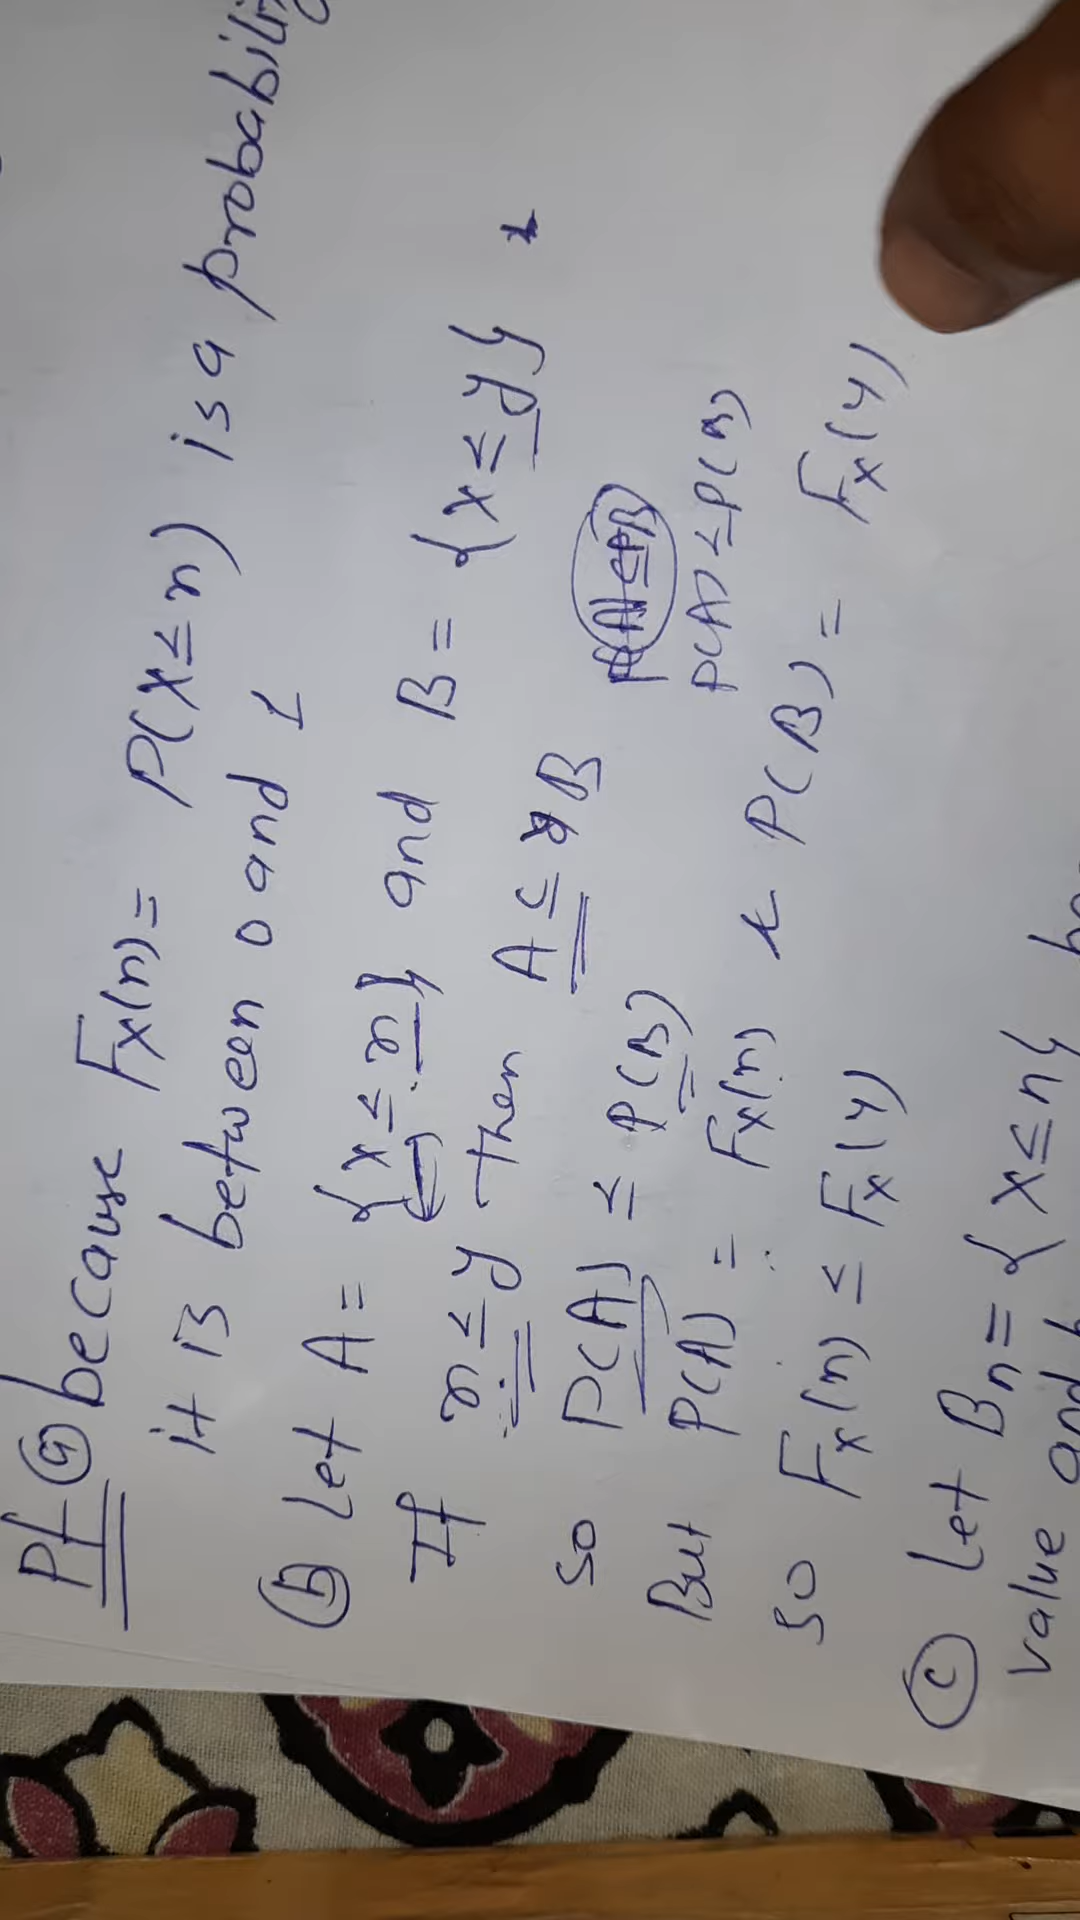 Pf (a) because Fx(n) = P(X ≤ n) is a probabili
it is between 0 and 1
(b) Let A = {x ≤ n} and B = {x ≤ y}
If n ≤ y then A ⊆ B
so P(A) ≤ P(B)
P(A) ≤ P(B)
But P(A) = Fx(n) & P(B) = Fx(y)
so Fx(n) ≤ Fx(y)
(c) Let Bn = {X ≤ n}
value and